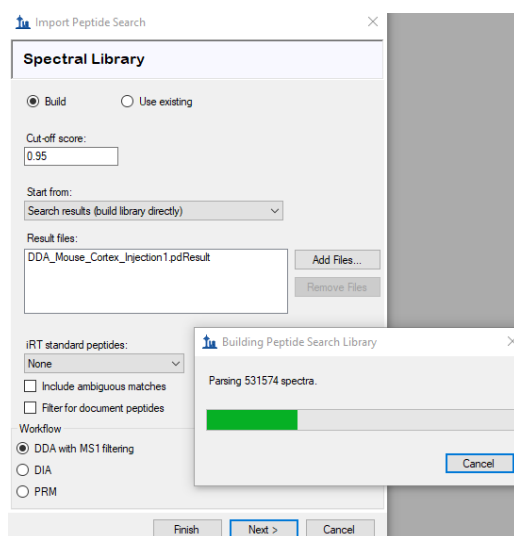 Import Peptide Search
Spectral Library
Build
Use existing
Cut-off score:
0.95
Start from:
Search results (build library directly)
Result files:
DDA_Mouse_Cortex_Injection1.pdResult
Add Files...
Remove Files
iRT standard peptides:
None
Include ambiguous matches
Filter for document peptides
Workflow
DDA with MS1 filtering
DIA
PRM
Building Peptide Search Library
Parsing 531574 spectra.
Cancel
Finish
Next >
Cancel